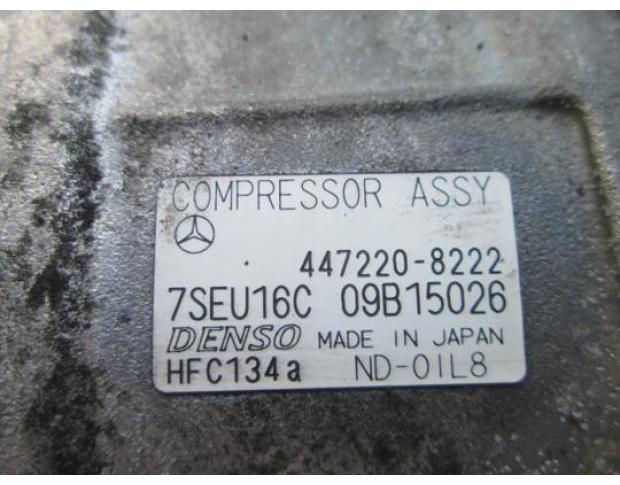 COMPRESSOR ASSY
447220-8222
7SEU16C 09B15026
DENSO MADE IN JAPAN
HFC134a ND-OIL8